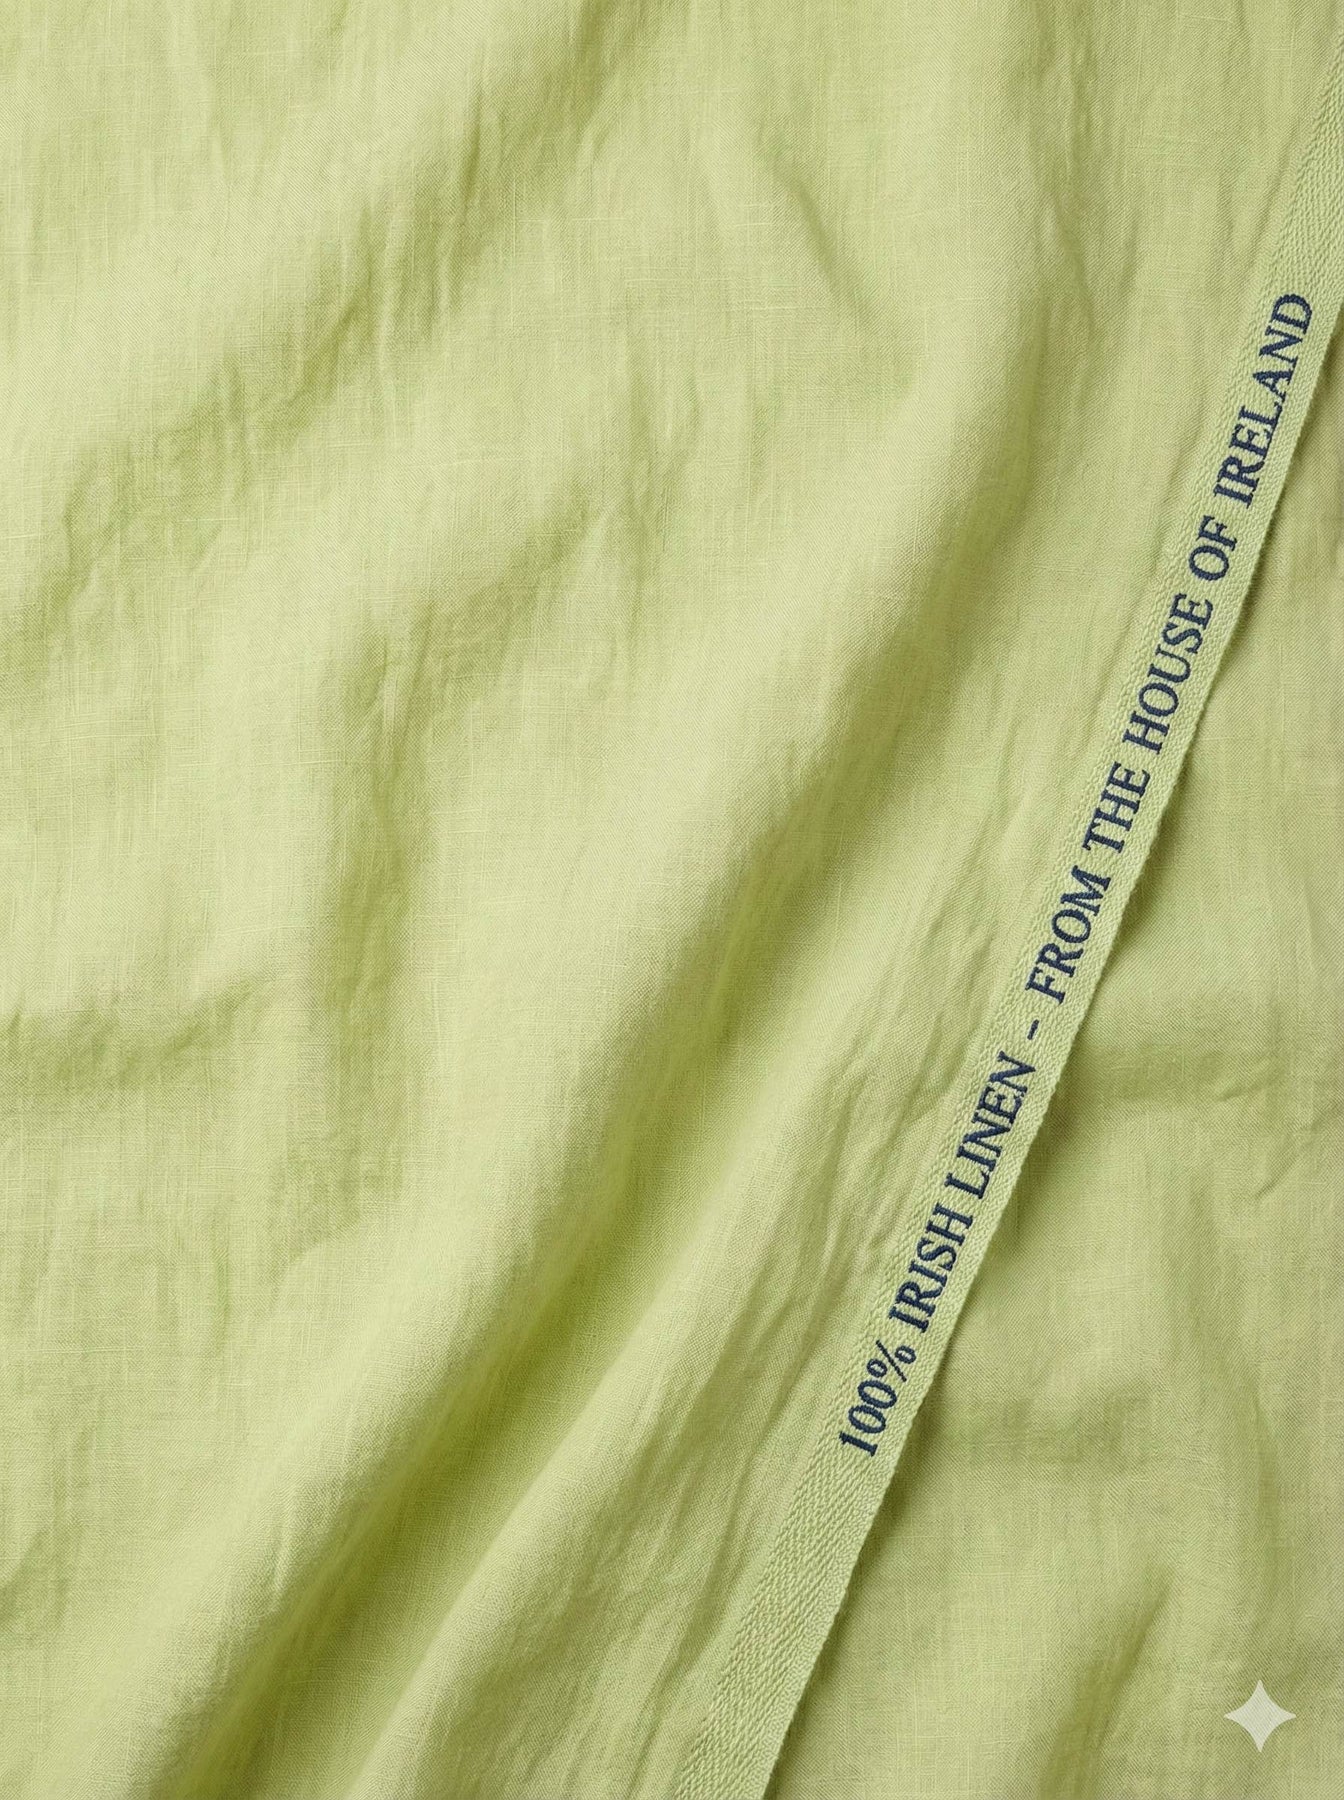 100% IRISH LINEN - FROM THE HOUSE OF IRELAND